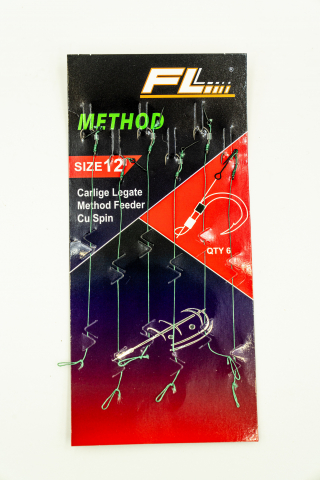 FL
®
METHOD
SIZE 12
Carlige Legate
Method Feeder
Cu Spin
QTY 6